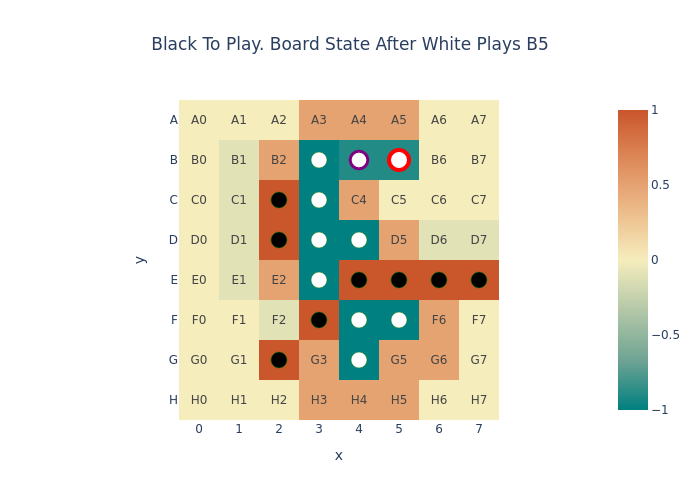 Black To Play. Board State After White Plays B5
A A0 A1 A2 A3 A4 A5 A6 A7
B B0 B1 B2 B6 B7
C C0 C1 C4 C5 C6 C7
D D0 D1 D5 D6 D7
E E0 E1 E2
F F0 F1 F2 F6 F7
G G0 G1 G3 G5 G6 G7
H H0 H1 H2 H3 H4 H5 H6 H7
0 1 2 3 4 5 6 7
x
y
1
0.5
0
−0.5
−1